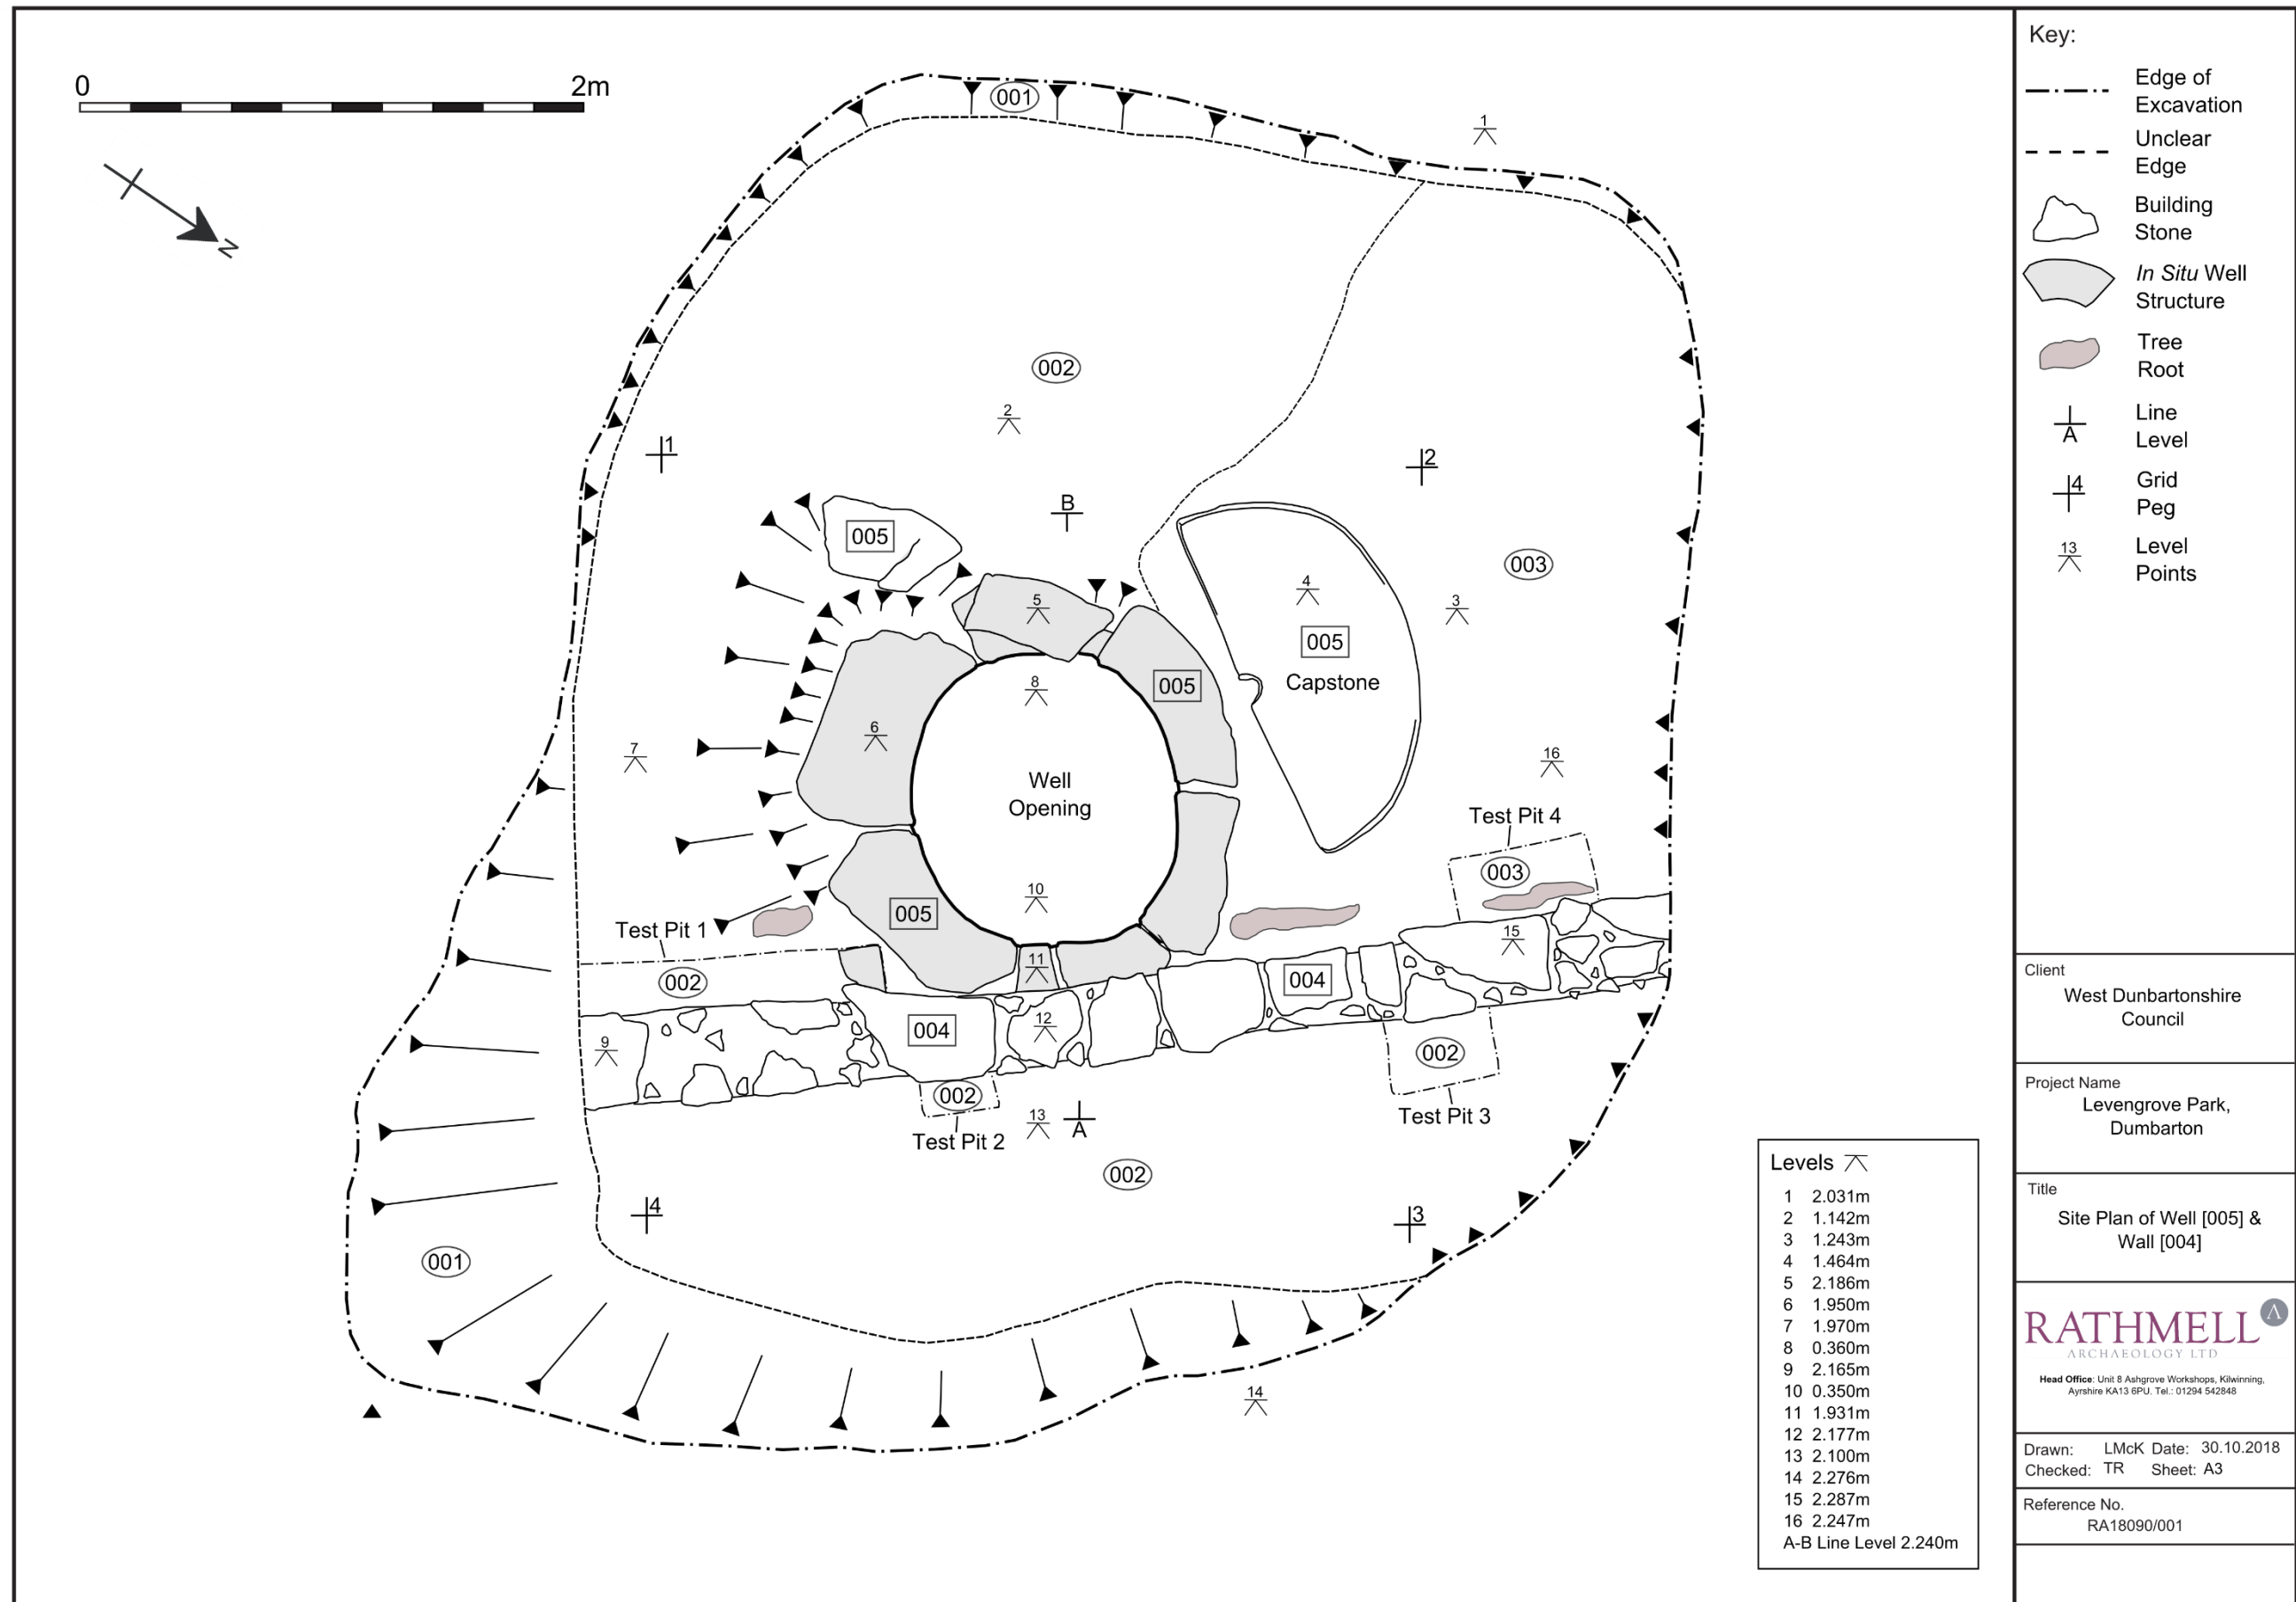 0 2m
N
001
1
002
2
1
2
B
005
003
4
3
5
005
Capstone
005
8
6
7
16
Well
Opening
Test Pit 4
003
10
005
Test Pit 1
15
11
002
004
12
004
9
002
002
13
A
Test Pit 3
Test Pit 2
002
4
3
001
14
Levels
1 2.031m
2 1.142m
3 1.243m
4 1.464m
5 2.186m
6 1.950m
7 1.970m
8 0.360m
9 2.165m
10 0.350m
11 1.931m
12 2.177m
13 2.100m
14 2.276m
15 2.287m
16 2.247m
A-B Line Level 2.240m
Key:
Edge of
Excavation
Unclear
Edge
Building
Stone
In Situ Well
Structure
Tree
Root
A
Line
Level
4
Grid
Peg
13
Level
Points
Client
West Dunbartonshire
Council
Project Name
Levengrove Park,
Dumbarton
Title
Site Plan of Well [005] &
Wall [004]
RATHMELL Λ
ARCHAEOLOGY LTD
Head Office: Unit 8 Ashgrove Workshops, Kilwinning,
Ayrshire KA13 6PU. Tel.: 01294 542848
Drawn: LMcK Date: 30.10.2018
Checked: TR Sheet: A3
Reference No.
RA18090/001